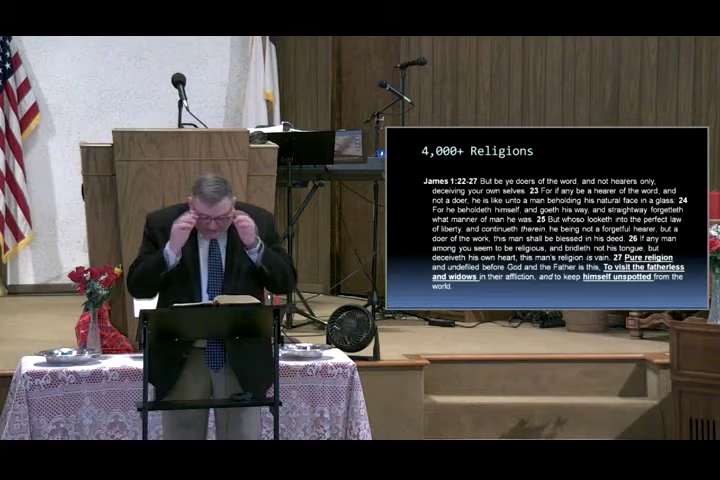 4,000+ Religions
James 1:22-27 But be ye doers of the word, and not hearers only,
deceiving your own selves. 23 For if any be a hearer of the word, and
not a doer, he is like unto a man beholding his natural face in a glass: 24
For he beholdeth himself, and goeth his way, and straightway forgetteth
what manner of man he was. 25 But whoso looketh into the perfect law
of liberty, and continueth therein, he being not a forgetful hearer, but a
doer of the work, this man shall be blessed in his deed. 26 If any man
among you seem to be religious, and bridleth not his tongue, but
deceiveth his own heart, this man's religion is vain. 27 Pure religion
and undefiled before God and the Father is this, To visit the fatherless
and widows in their affliction, and to keep himself unspotted from the
world.